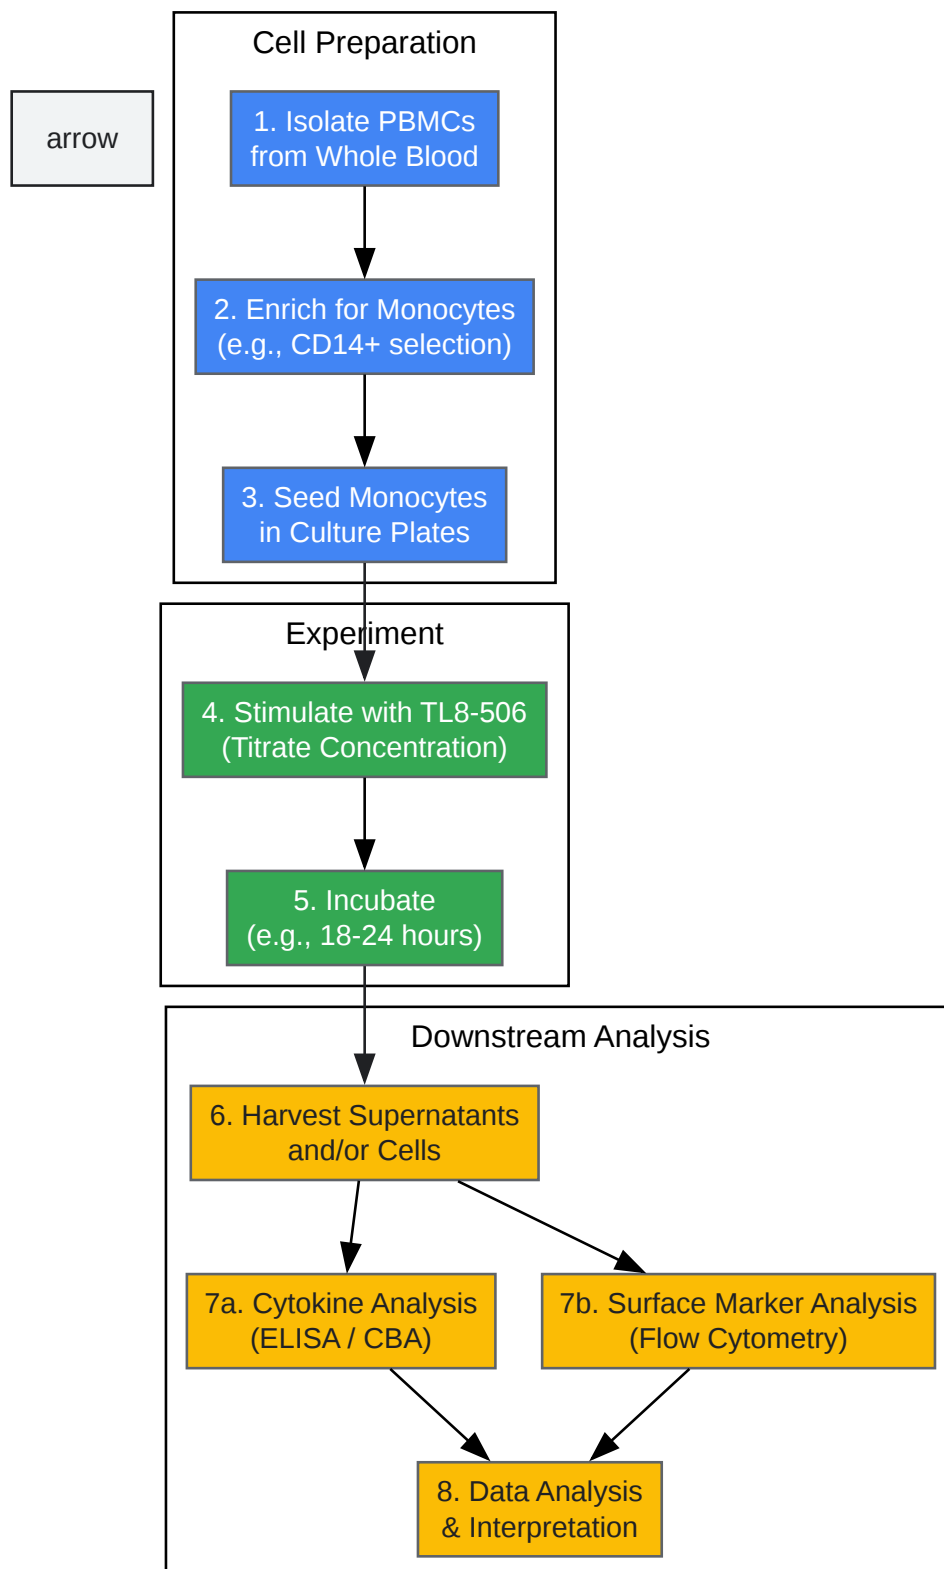 Cell Preparation
arrow
1. Isolate PBMCs
from Whole Blood
2. Enrich for Monocytes
(e.g., CD14+ selection)
3. Seed Monocytes
in Culture Plates
Experiment
4. Stimulate with TL8-506
(Titrate Concentration)
5. Incubate
(e.g., 18-24 hours)
Downstream Analysis
6. Harvest Supernatants
and/or Cells
7a. Cytokine Analysis
(ELISA / CBA)
7b. Surface Marker Analysis
(Flow Cytometry)
8. Data Analysis
& Interpretation